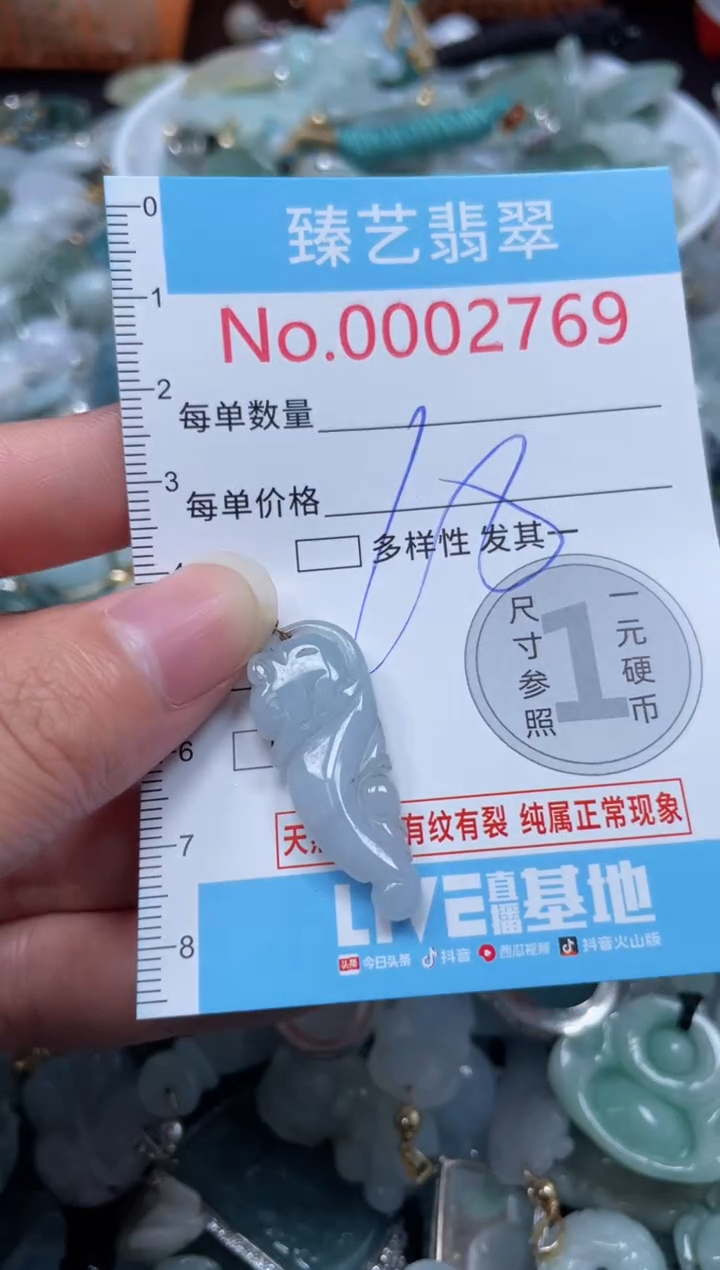 臻艺翡翠
No.0002769
每单数量
每单价格
18
多样性 发其一
尺寸参照
1
一元硬币
天 有纹有裂 纯属正常现象
LIVE直播基地
头条 今日头条 抖音 西瓜视频 抖音火山版
0
1
2
3
6
7
8